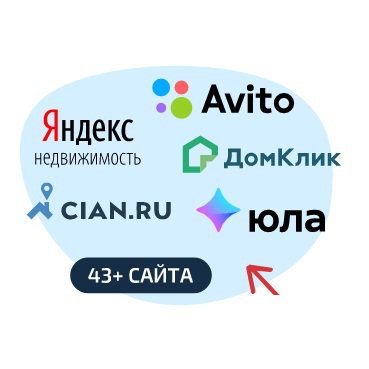 Avito
Яндекс
недвижимость
ДомКлик
CIAN.RU
юла
43+ САЙТА